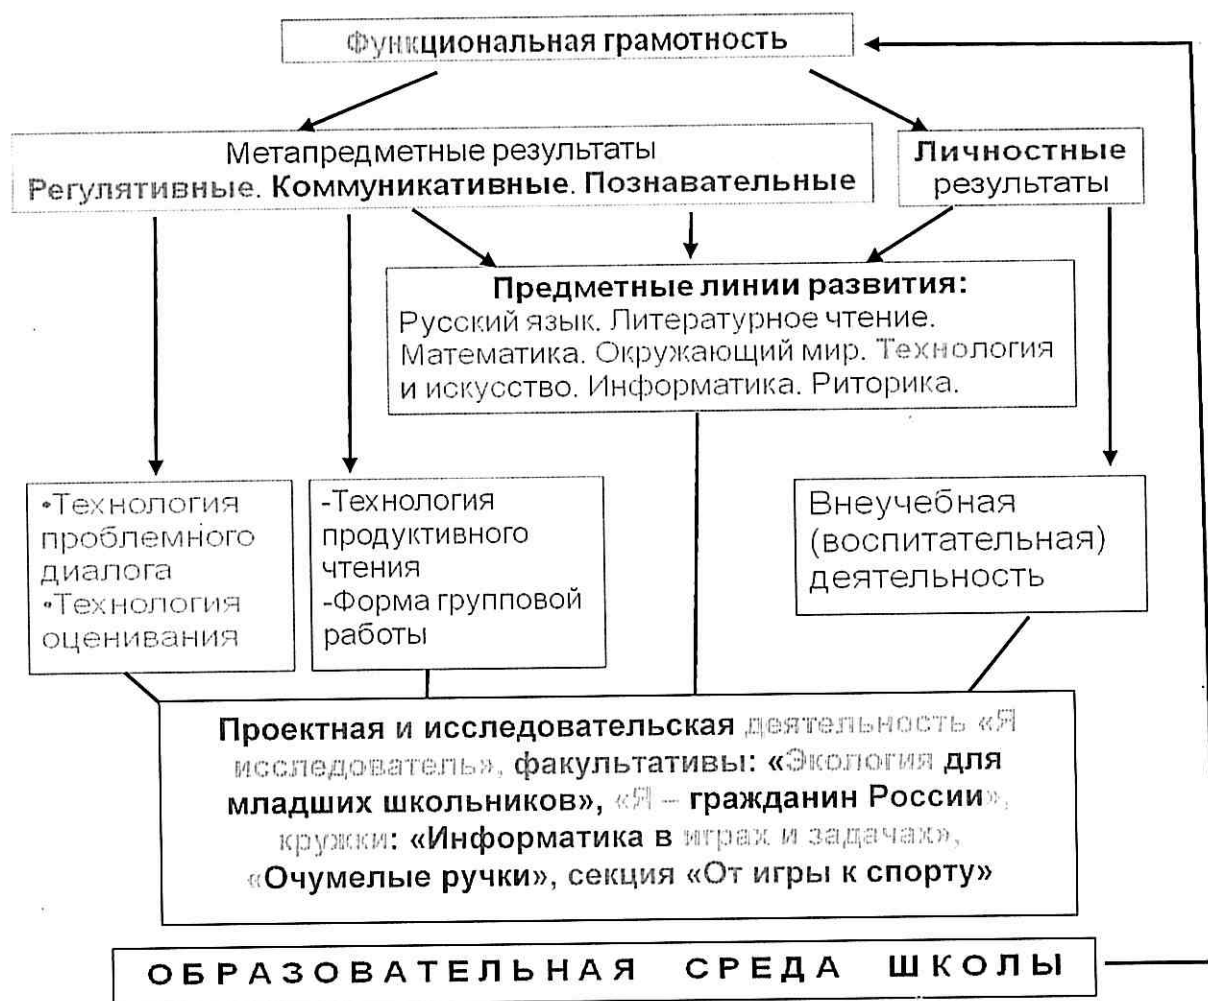 Функциональная грамотность
Метапредметные результаты
Регулятивные. Коммуникативные. Познавательные
Личностные
результаты
Предметные линии развития:
Русский язык. Литературное чтение.
Математика. Окружающий мир. Технология
и искусство. Информатика. Риторика.
•Технология
проблемного
диалога
•Технология
оценивания
-Технология
продуктивного
чтения
-Форма групповой
работы
Внеучебная
(воспитательная)
деятельность
Проектная и исследовательская деятельность «Я
исследователь», факультативы: «Экология для
младших школьников», «Я – гражданин России»,
кружки: «Информатика в играх и задачах»,
«Очумелые ручки», секция «От игры к спорту»
ОБРАЗОВАТЕЛЬНАЯ СРЕДА ШКОЛЫ